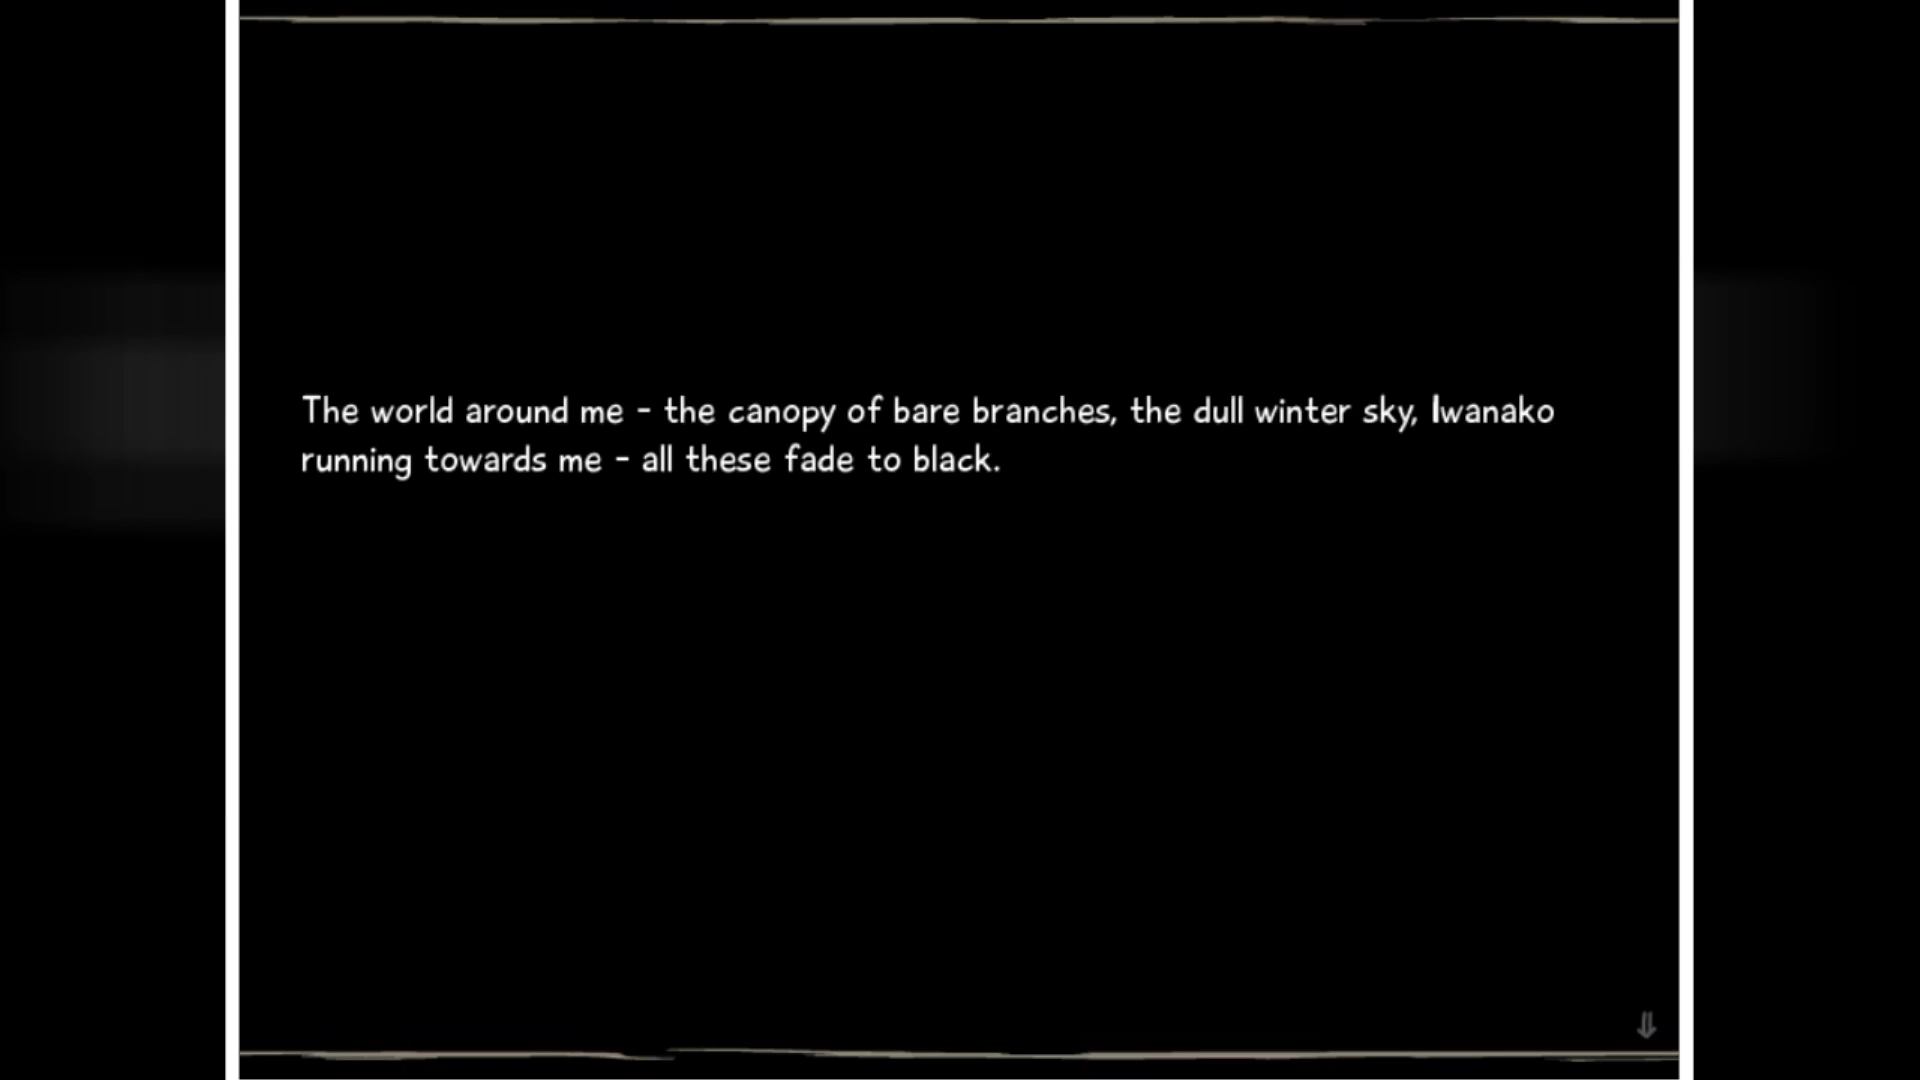 The world around me - the canopy of bare branches, the dull winter sky, Iwanako
running towards me - all these fade to black.